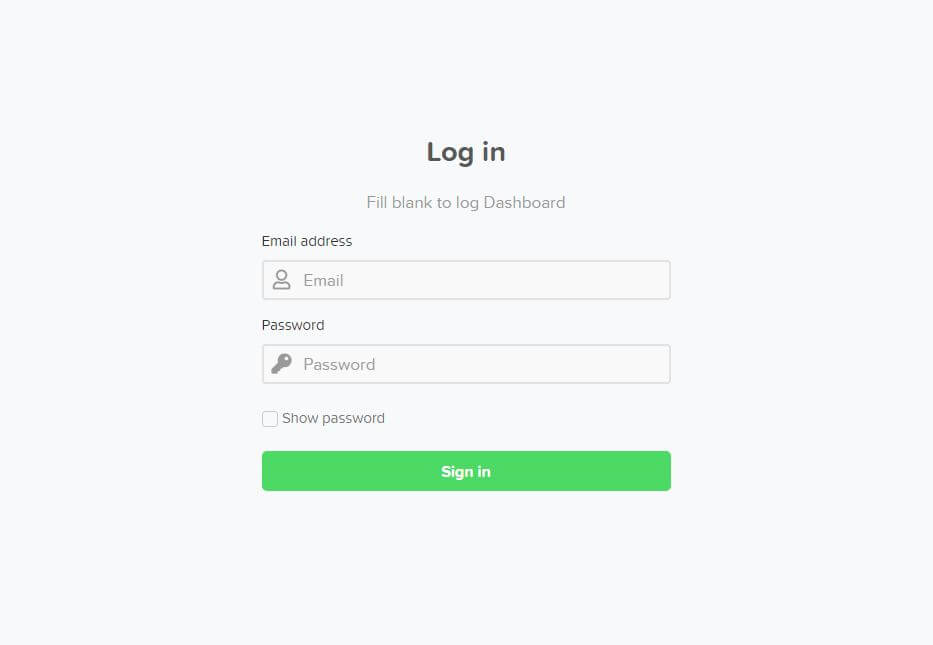 Log in
Fill blank to log Dashboard
Email address
Email
Password
Password
Show password
Sign in